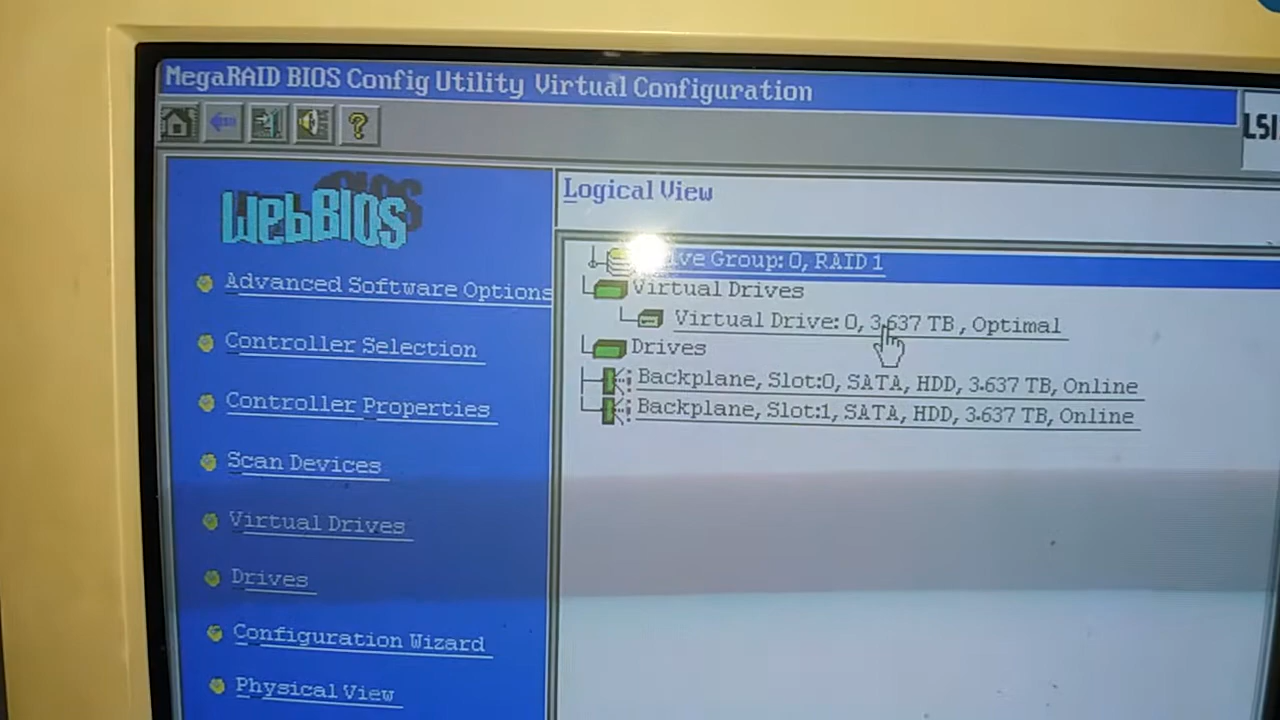 MegaRAID BIOS Config Utility Virtual Configuration
LSI
WebBIOS
Logical View
Group: 0, RAID 1
Virtual Drives
Virtual Drive: 0, 3.637 TB, Optimal
Drives
Backplane, Slot:0, SATA, HDD, 3.637 TB, Online
Backplane, Slot:1, SATA, HDD, 3.637 TB, Online
Advanced Software Options
Controller Selection
Controller Properties
Scan Devices
Virtual Drives
Drives
Configuration Wizard
Physical View